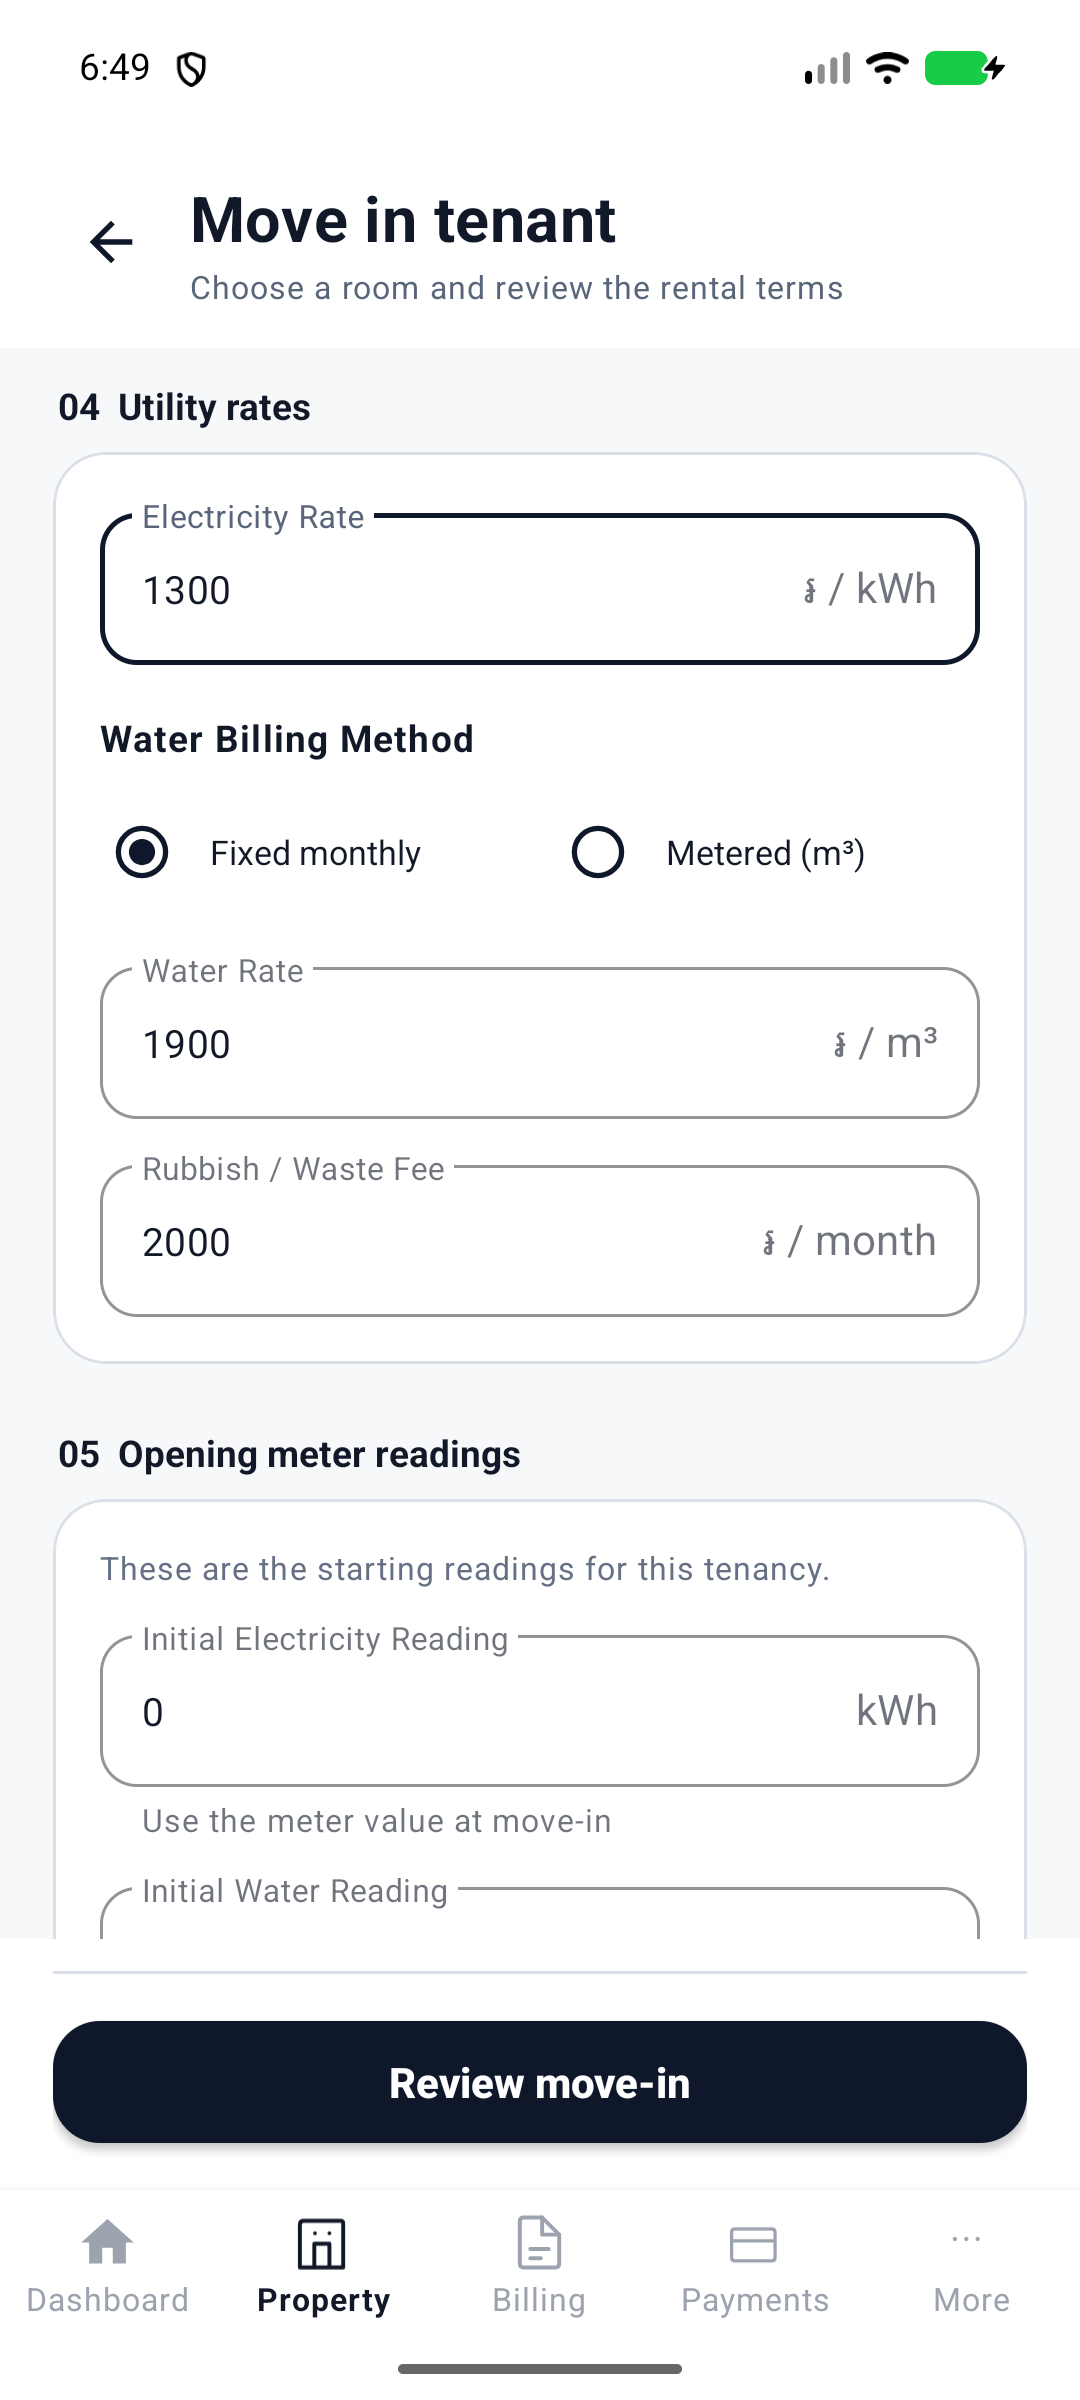 6:49
Move in tenant
Choose a room and review the rental terms
04 Utility rates
Electricity Rate
1300 ៛ / kWh
Water Billing Method
Fixed monthly
Metered (m³)
Water Rate
1900 ៛ / m³
Rubbish / Waste Fee
2000 ៛ / month
05 Opening meter readings
These are the starting readings for this tenancy.
Initial Electricity Reading
0 kWh
Use the meter value at move-in
Initial Water Reading
Review move-in
Dashboard
Property
Billing
Payments
More